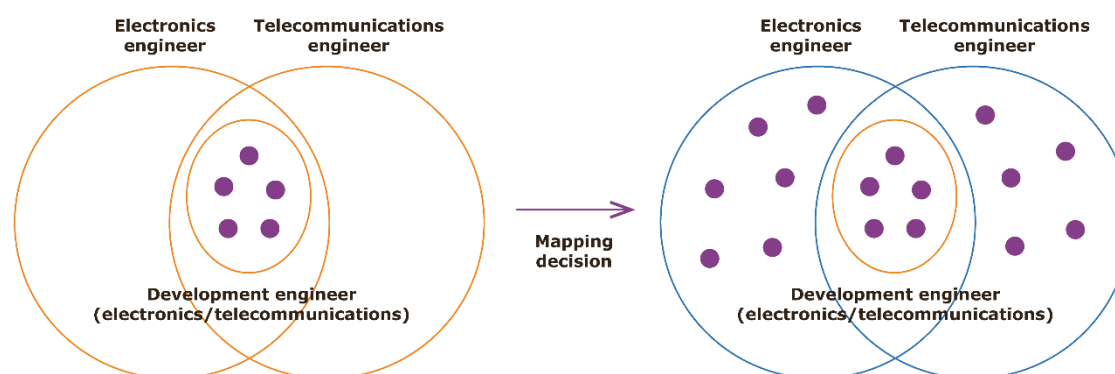 Electronics
engineer
Telecommunications
engineer
Development engineer
(electronics/telecommunications)
Mapping
decision
Electronics
engineer
Telecommunications
engineer
Development engineer
(electronics/telecommunications)